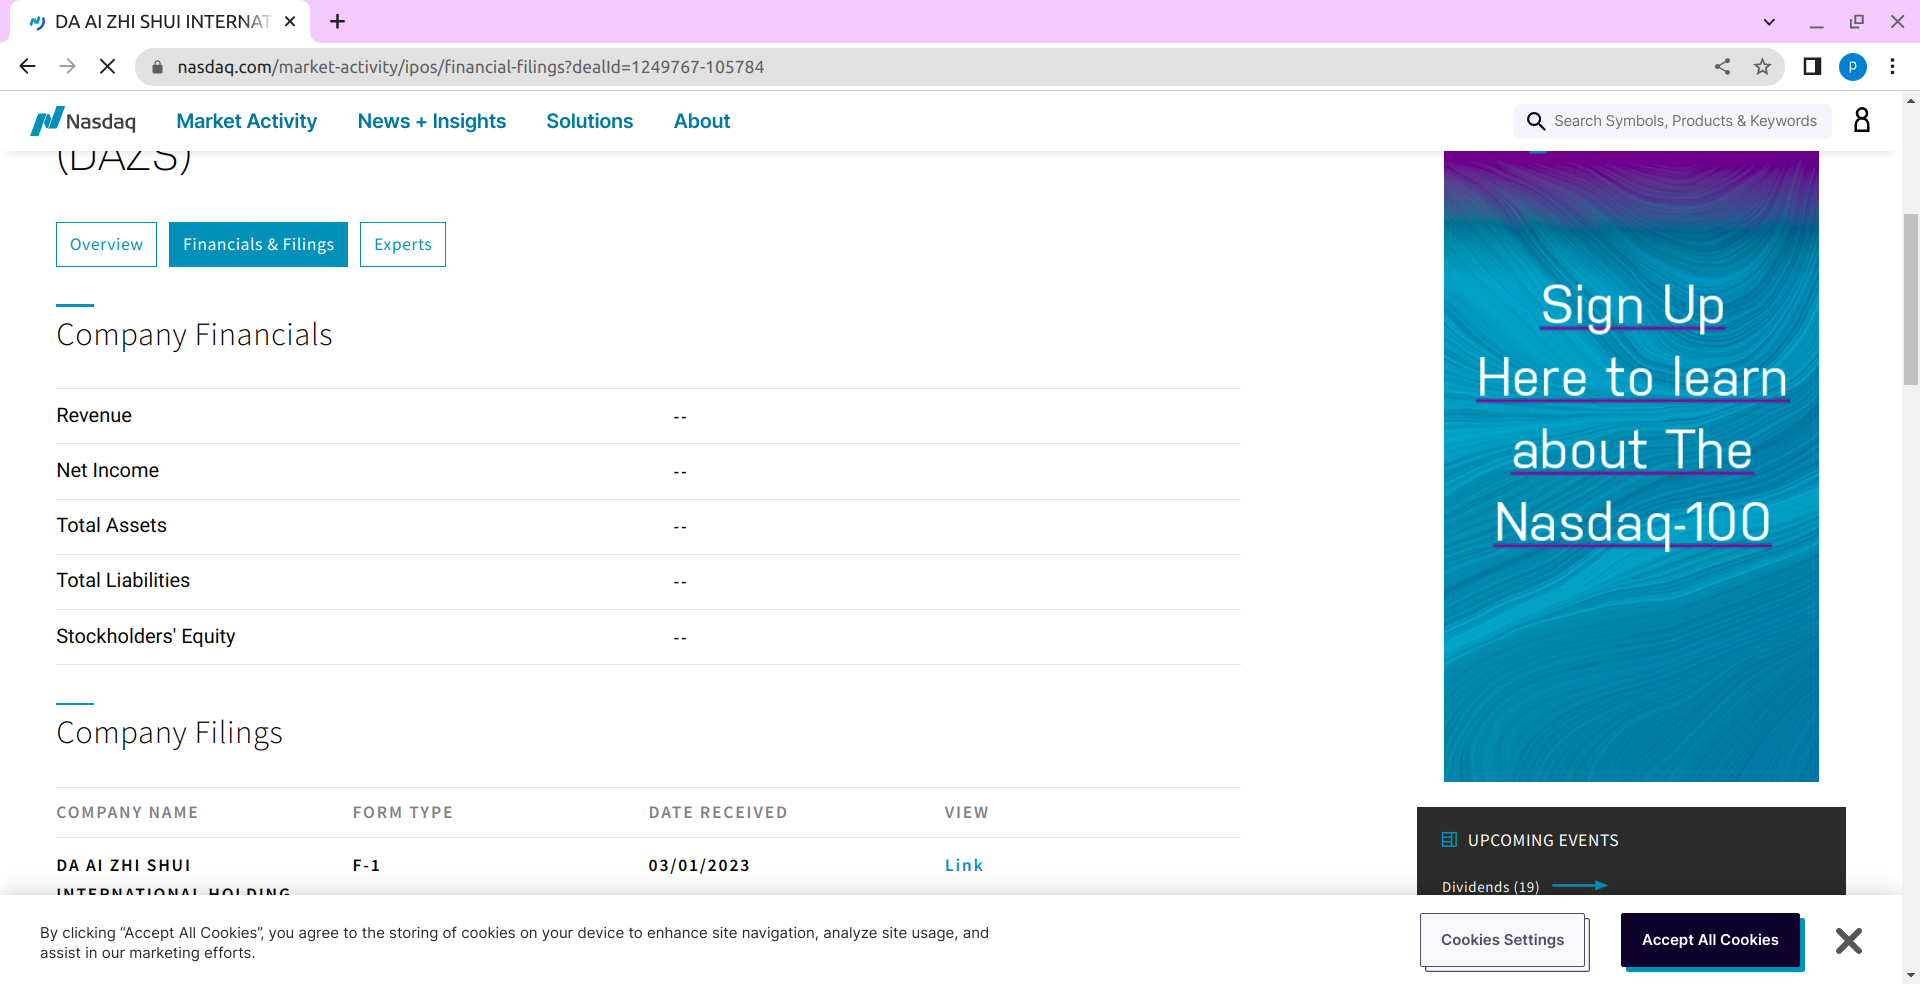 DA AI ZHI SHUI INTERNAT
nasdaq.com/market-activity/ipos/financial-filings?dealId=1249767-105784
p
Nasdaq
Market Activity
News + Insights
Solutions
About
Search Symbols, Products & Keywords
(DAZS)
Overview
Financials & Filings
Experts
Company Financials
Revenue --
Net Income --
Total Assets --
Total Liabilities --
Stockholders' Equity --
Company Filings
COMPANY NAME FORM TYPE DATE RECEIVED VIEW
DA AI ZHI SHUI F-1 03/01/2023 Link
INTERNATIONAL HOLDING
Sign Up
Here to learn
about The
Nasdaq-100
UPCOMING EVENTS
Dividends (19)
By clicking “Accept All Cookies”, you agree to the storing of cookies on your device to enhance site navigation, analyze site usage, and
assist in our marketing efforts.
Cookies Settings
Accept All Cookies